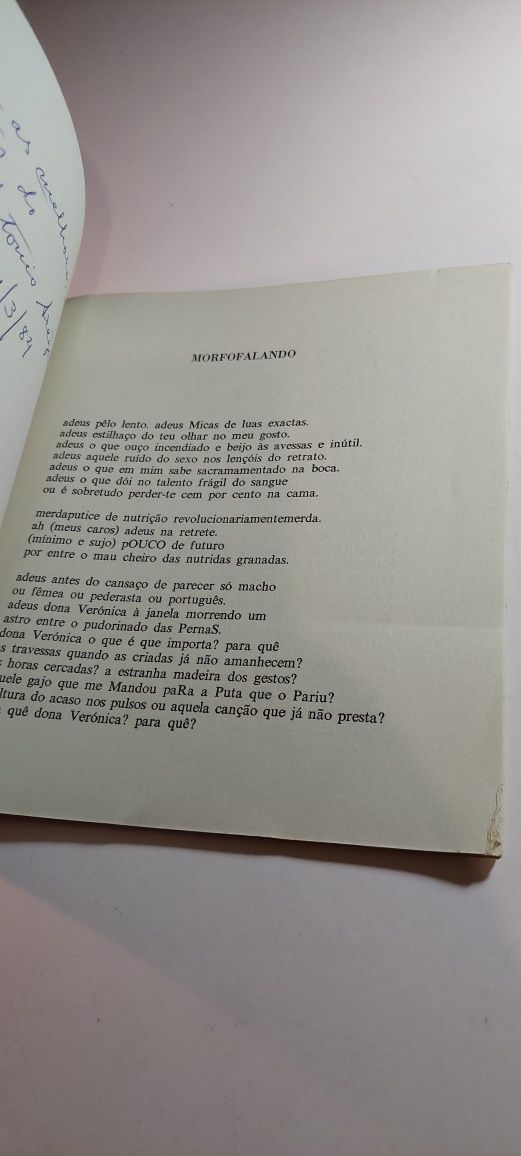 as
do
/3/84
MORFOFALANDO
adeus pêlo lento. adeus Micas de luas exactas.
adeus estilhaço do teu olhar no meu gosto.
adeus o que ouço incendiado e beijo às avessas e inútil.
adeus aquele ruído do sexo nos lençóis do retrato.
adeus o que em mim sabe sacramamentado na boca.
adeus o que dói no talento frágil do sangue
ou é sobretudo perder-te cem por cento na cama.
merdaputice de nutrição revolucionariamentemerda.
ah (meus caros) adeus na retrete.
(mínimo e sujo) pOUCO de futuro
por entre o mau cheiro das nutridas granadas.
adeus antes do cansaço de parecer só macho
ou fêmea ou pederasta ou português.
adeus dona Verónica à janela morrendo um
astro entre o pudorinado das PernaS.
dona Verónica o que é que importa? para quê
s travessas quando as criadas já não amanhecem?
s horas cercadas? a estranha madeira dos gestos?
uele gajo que me Mandou paRa a Puta que o Pariu?
ltura do acaso nos pulsos ou aquela canção que já não presta?
quê dona Verónica? para quê?